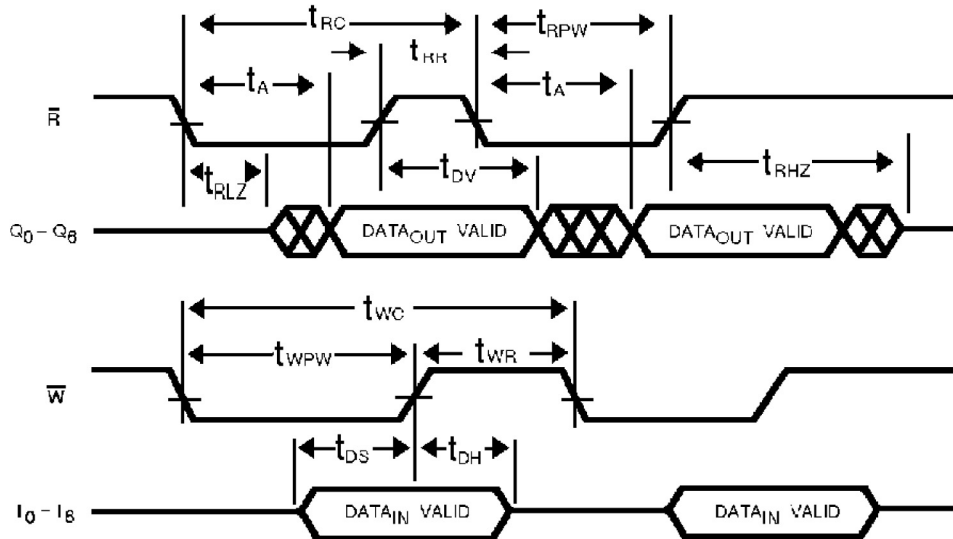 tRC tRPW
tRR
tA tA
R̅
tRLZ tDV tRHZ
Q0-Q8 DATAOUT VALID DATAOUT VALID
tWC
tWPW tWR
W̅
tDS tDH
I0-I8 DATAIN VALID DATAIN VALID